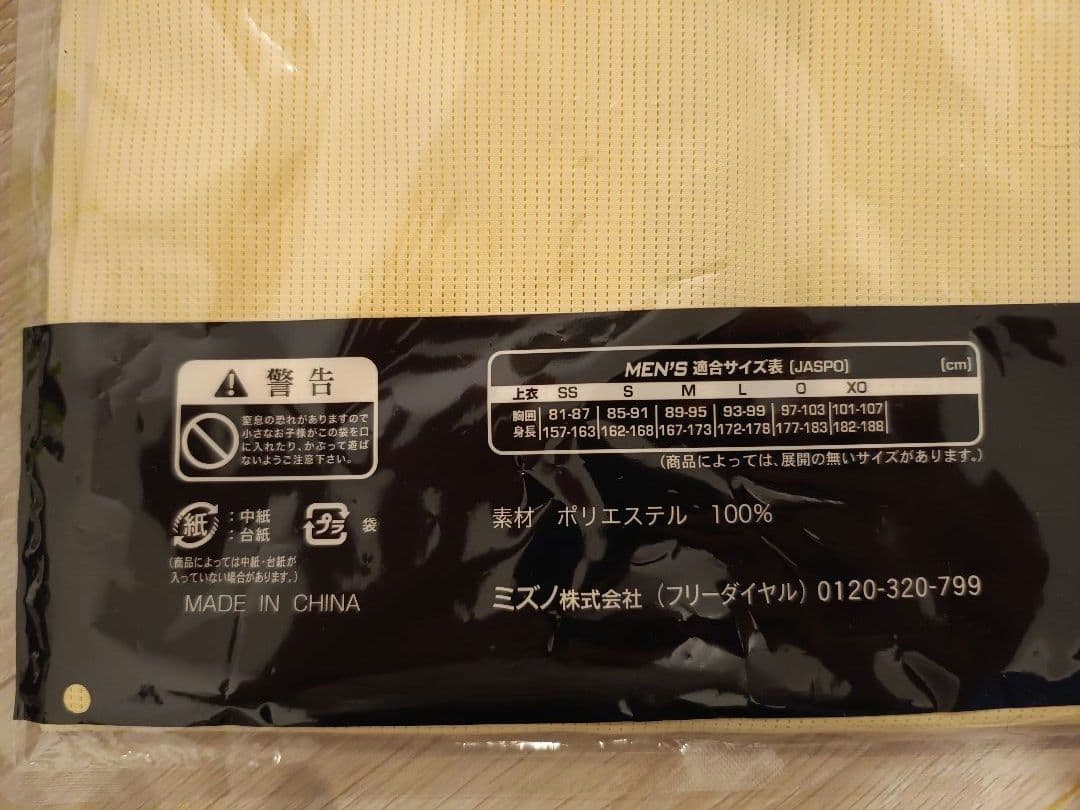 警告
窒息の恐れがありますので
小さなお子様がこの袋を口
に入れたり、かぶって遊ば
ないようご注意下さい。
紙 :中紙
:台紙
プラ 袋
(商品によっては中紙・台紙が
入っていない場合があります。)
MADE IN CHINA
MEN'S 適合サイズ表 [JASPO] [cm]
上衣 SS S M L O XO
胸囲 81-87 85-91 89-95 93-99 97-103 101-107
身長 157-163 162-168 167-173 172-178 177-183 182-188
(商品によっては、展開の無いサイズがあります。)
素材 ポリエステル 100%
ミズノ株式会社 (フリーダイヤル) 0120-320-799